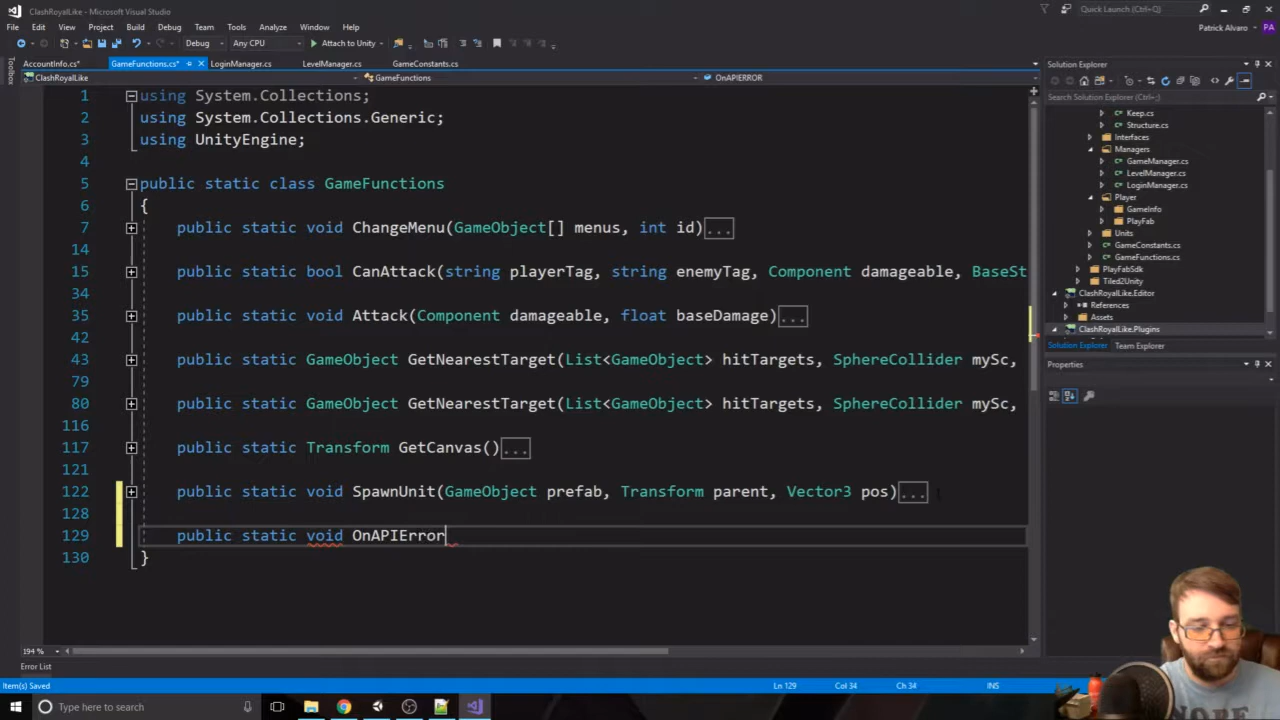 ClashRoyalLike - Microsoft Visual Studio
Quick Launch (Ctrl+Q)
File Edit View Project Build Debug Team Tools Analyze Window Help
Patrick Alvaro PA
Debug Any CPU Attach to Unity
AccountInfo.cs* GameFunctions.cs* LoginManager.cs LevelManager.cs GameConstants.cs
ClashRoyalLike GameFunctions OnAPIERROR
Toolbox
1 using System.Collections;
2 using System.Collections.Generic;
3 using UnityEngine;
4
5 public static class GameFunctions
6 {
7 public static void ChangeMenu(GameObject[] menus, int id)...
14
15 public static bool CanAttack(string playerTag, string enemyTag, Component damageable, BaseSt
34
35 public static void Attack(Component damageable, float baseDamage)...
42
43 public static GameObject GetNearestTarget(List<GameObject> hitTargets, SphereCollider mySc,
79
80 public static GameObject GetNearestTarget(List<GameObject> hitTargets, SphereCollider mySc,
116
117 public static Transform GetCanvas()...
121
122 public static void SpawnUnit(GameObject prefab, Transform parent, Vector3 pos)...
128
129 public static void OnAPIError
130 }
194 %
Error List
Item(s) Saved Ln 129 Col 34 Ch 34 INS
Type here to search
Solution Explorer
Search Solution Explorer (Ctrl+;)
Keep.cs
Structure.cs
Interfaces
Managers
GameManager.cs
LevelManager.cs
LoginManager.cs
Player
GameInfo
PlayFab
Units
GameConstants.cs
GameFunctions.cs
PlayFabSdk
Tiled2Unity
ClashRoyalLike.Editor
References
Assets
ClashRoyalLike.Plugins
Solution Explorer Team Explorer
Properties